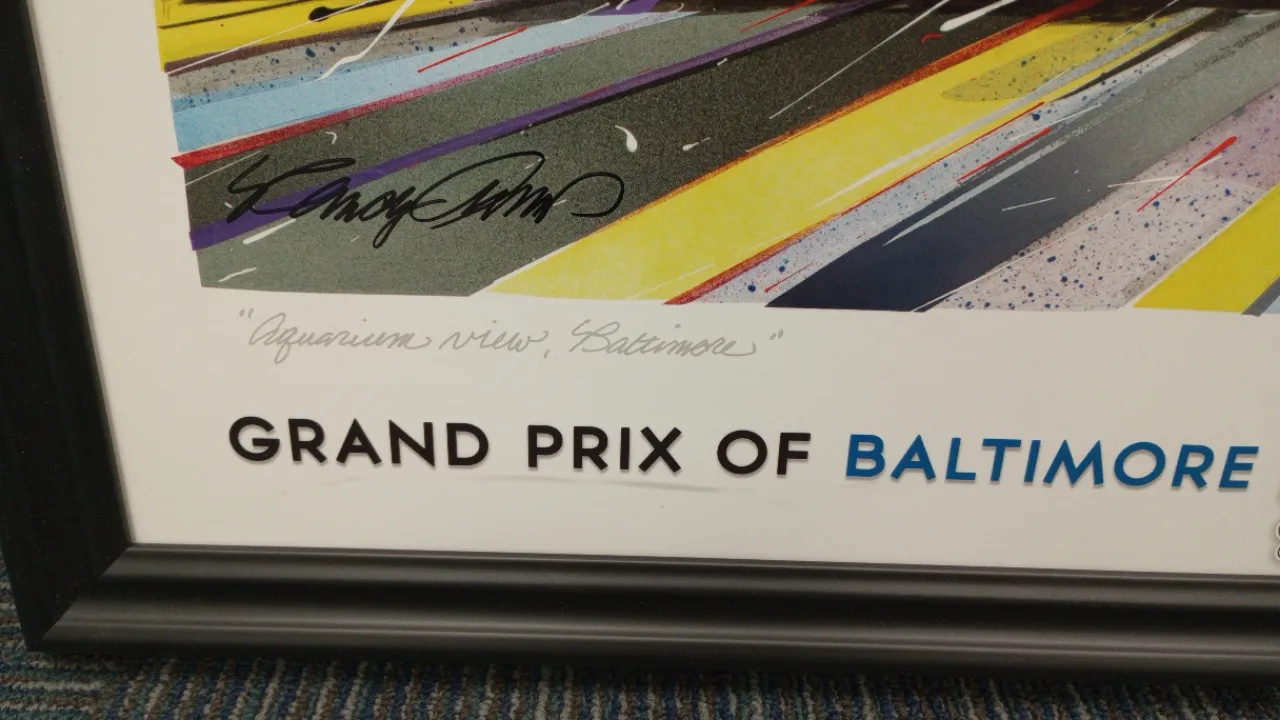 "Aquarium view, Baltimore"
GRAND PRIX OF BALTIMORE